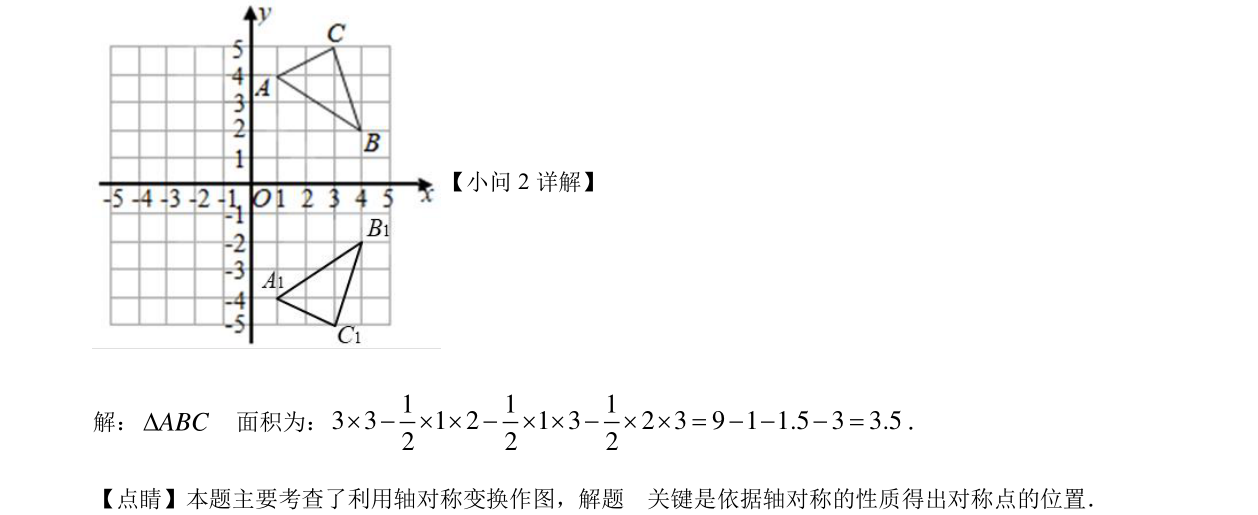 y
C
5
4
A
3
2
B
1
-5 -4 -3 -2 -1 O 1 2 3 4 5 x
【小问 2 详解】
-1
B1
-2
-3
A1
-4
-5
C1
解：ΔABC 面积为：3×3−1/2×1×2−1/2×1×3−1/2×2×3=9−1−1.5−3=3.5．
【点睛】本题主要考查了利用轴对称变换作图，解题 关键是依据轴对称的性质得出对称点的位置．